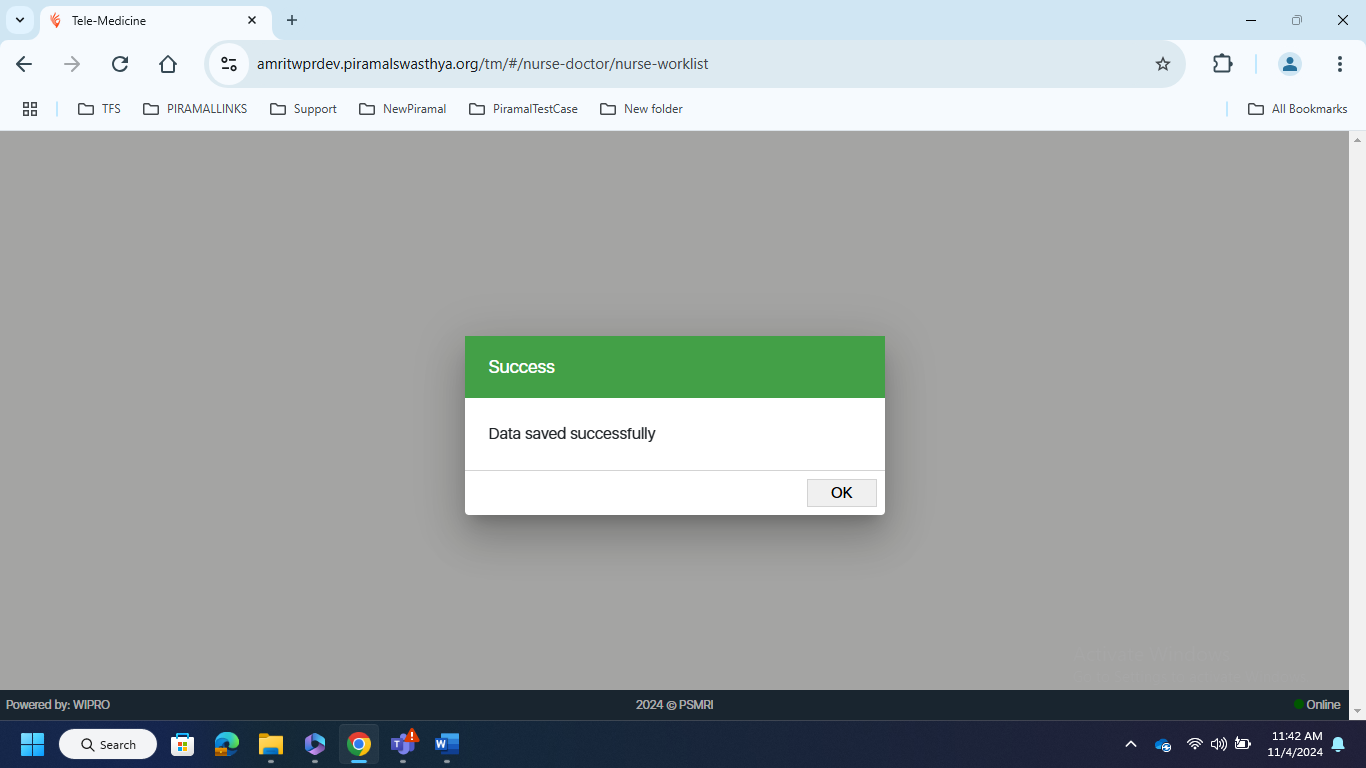 Tele-Medicine
amritwprdev.piramalswasthya.org/tm/#/nurse-doctor/nurse-worklist
TFS PIRAMALLINKS Support NewPiramal PiramalTestCase New folder All Bookmarks
Success
Data saved successfully
OK
Powered by: WIPRO 2024 © PSMRI Online
Search 11:42 AM
11/4/2024